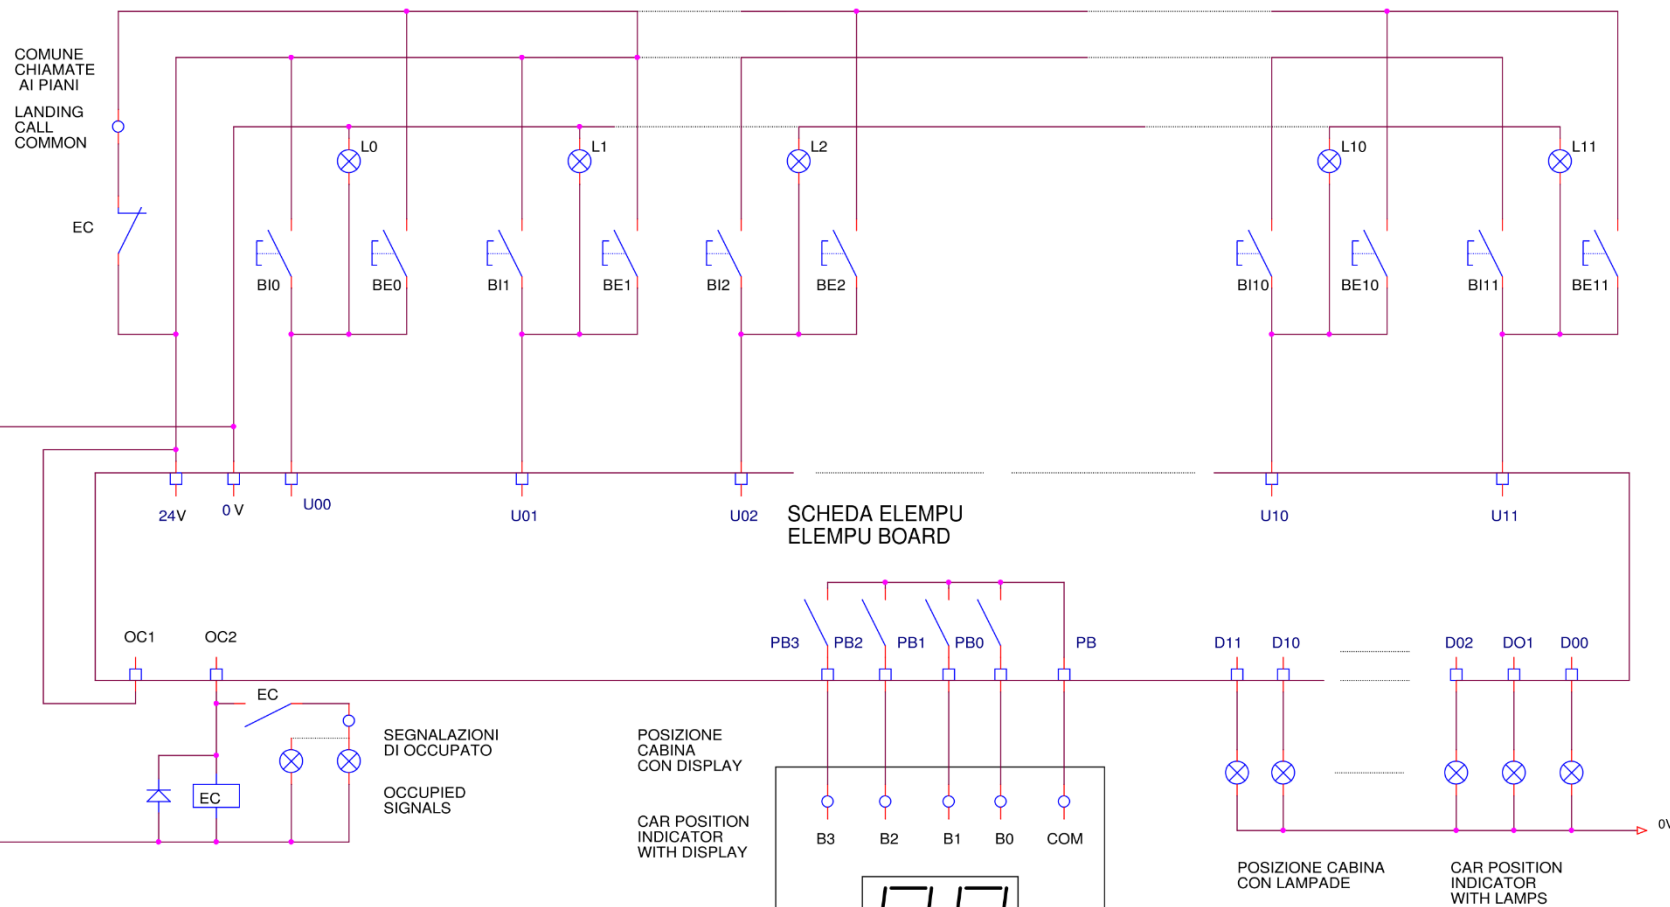 COMUNE
CHIAMATE
AI PIANI
LANDING
CALL
COMMON
L0
L1
L2
L10
L11
EC
BI0
BE0
BI1
BE1
BI2
BE2
BI10
BE10
BI11
BE11
24V
0 V
U00
U01
U02
U10
U11
SCHEDA ELEMPU
ELEMPU BOARD
OC1
OC2
PB3
PB2
PB1
PB0
PB
D11
D10
D02
DO1
D00
EC
SEGNALAZIONI
DI OCCUPATO
OCCUPIED
SIGNALS
EC
POSIZIONE
CABINA
CON DISPLAY
CAR POSITION
INDICATOR
WITH DISPLAY
B3
B2
B1
B0
COM
0V
POSIZIONE CABINA
CON LAMPADE
CAR POSITION
INDICATOR
WITH LAMPS